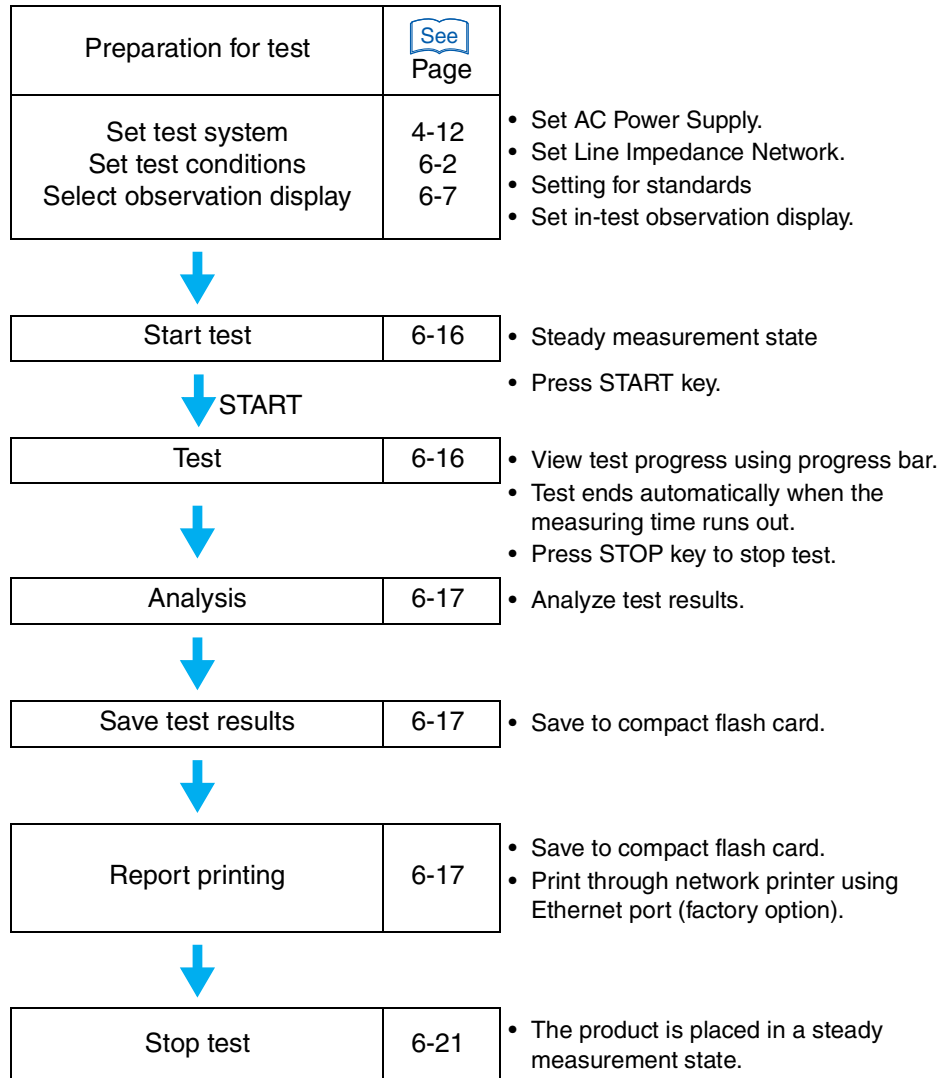 Preparation for test
See
Page
Set test system 4-12
Set test conditions 6-2
Select observation display 6-7
• Set AC Power Supply.
• Set Line Impedance Network.
• Setting for standards
• Set in-test observation display.
Start test 6-16
• Steady measurement state
• Press START key.
START
Test 6-16
• View test progress using progress bar.
• Test ends automatically when the
measuring time runs out.
• Press STOP key to stop test.
Analysis 6-17
• Analyze test results.
Save test results 6-17
• Save to compact flash card.
Report printing 6-17
• Save to compact flash card.
• Print through network printer using
Ethernet port (factory option).
Stop test 6-21
• The product is placed in a steady
measurement state.